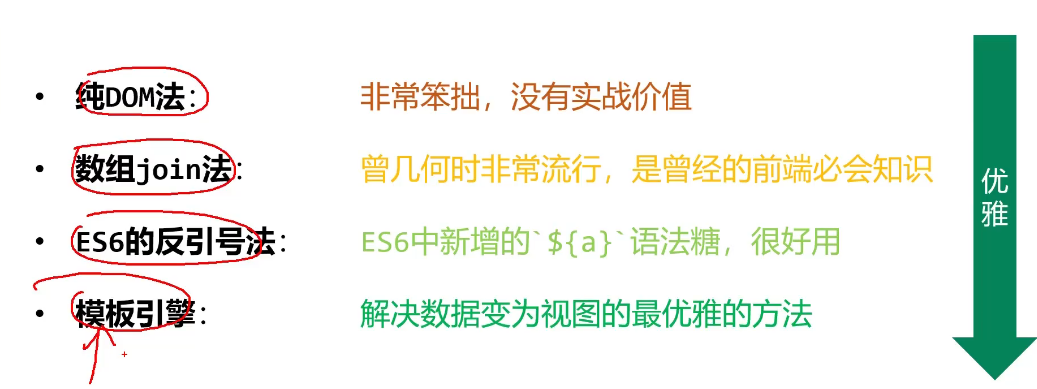 • 纯DOM法: 非常笨拙，没有实战价值
• 数组join法: 曾几何时非常流行，是曾经的前端必会知识
• ES6的反引号法: ES6中新增的`${a}`语法糖，很好用
• 模板引擎: 解决数据变为视图的最优雅的方法
优雅